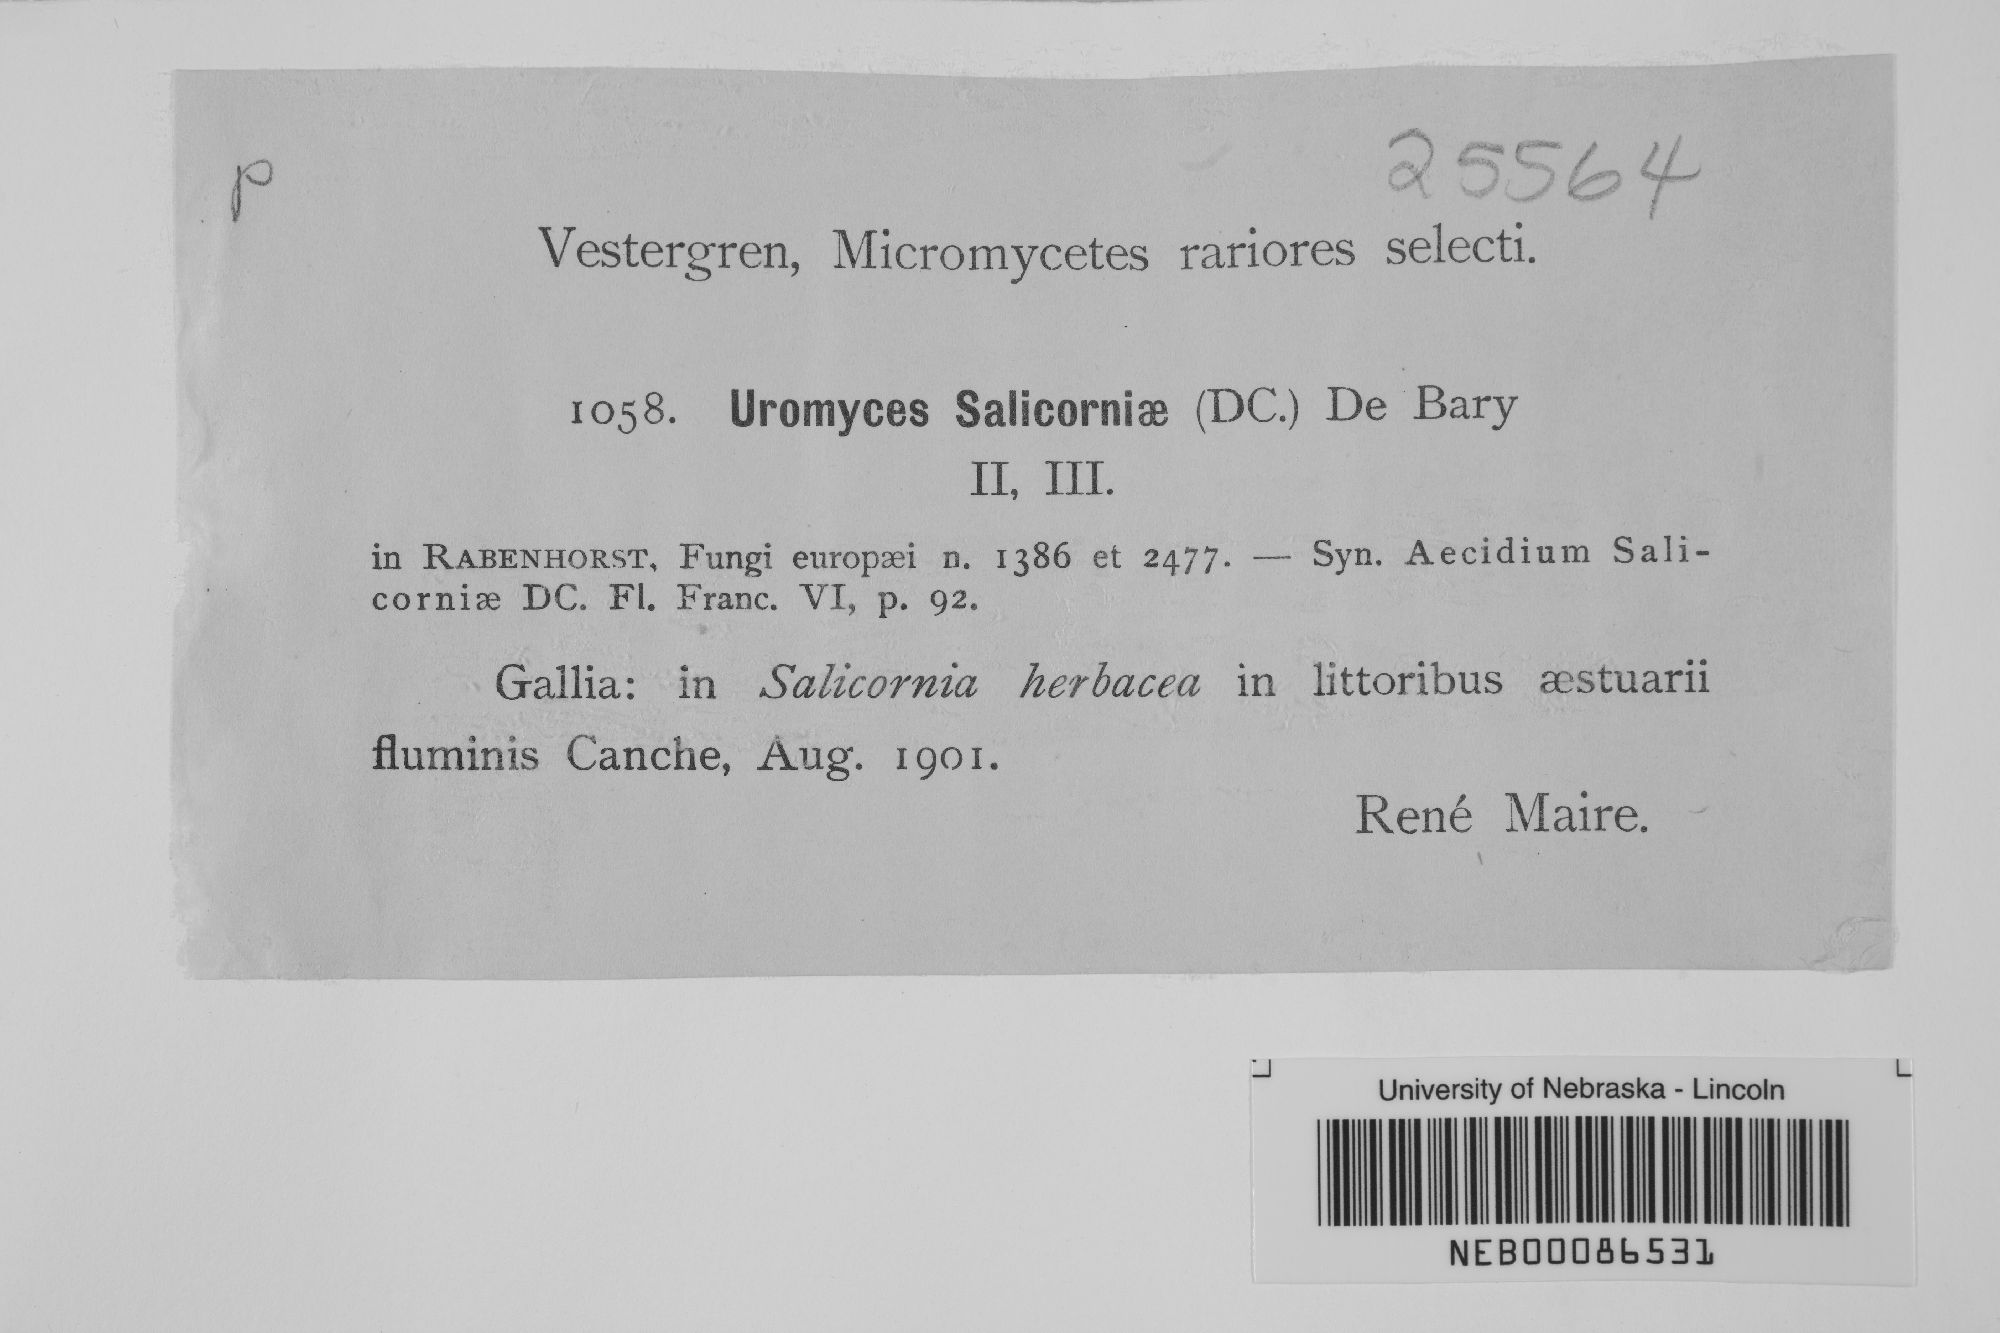 p
25564
Vestergren, Micromycetes rariores selecti.
1058. Uromyces Salicorniæ (DC.) De Bary
II, III.
in RABENHORST, Fungi europæi n. 1386 et 2477. — Syn. Aecidium Sali-
corniæ DC. Fl. Franc. VI, p. 92.
Gallia: in Salicornia herbacea in littoribus æstuarii
fluminis Canche, Aug. 1901.
René Maire.
University of Nebraska - Lincoln
NEB00086531